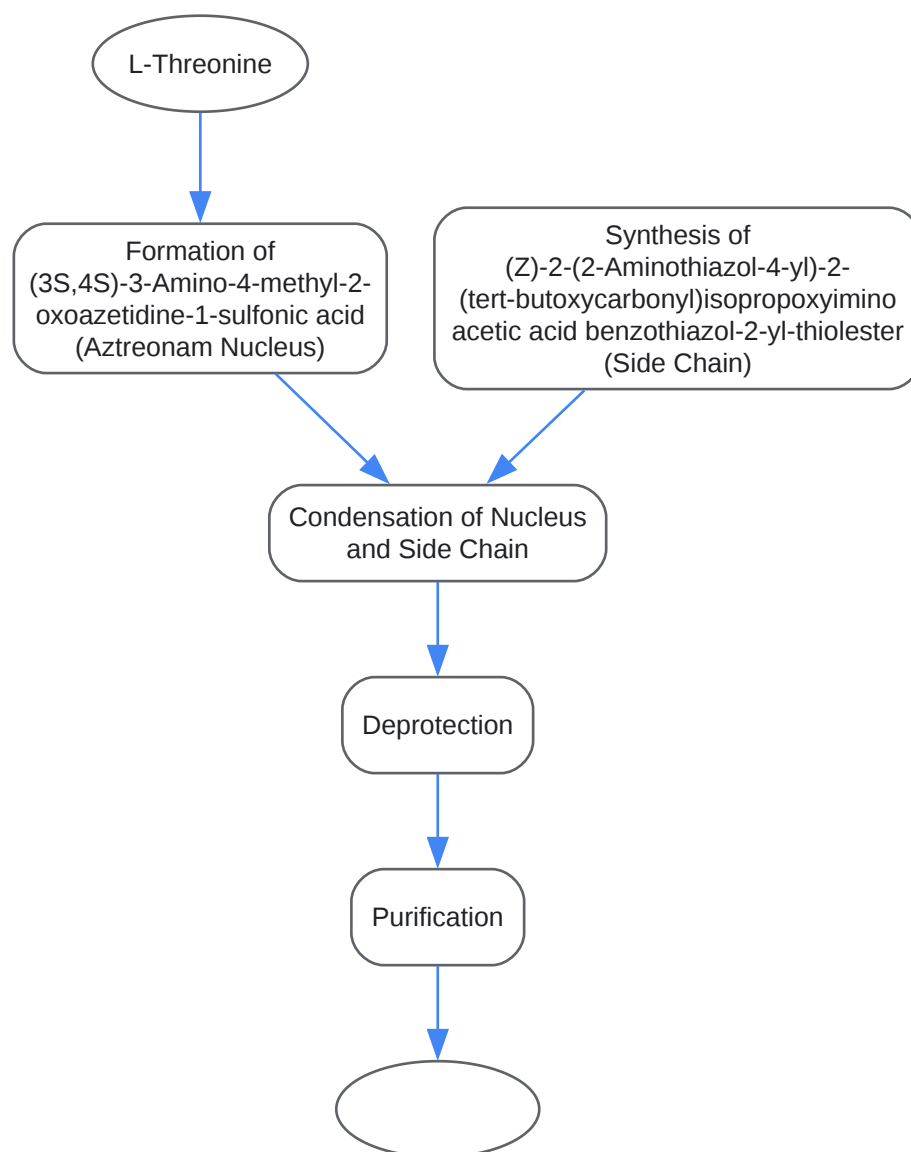 L-Threonine
Formation of
(3S,4S)-3-Amino-4-methyl-2-
oxoazetidine-1-sulfonic acid
(Aztreonam Nucleus)
Synthesis of
(Z)-2-(2-Aminothiazol-4-yl)-2-
(tert-butoxycarbonyl)isopropoxyimino
acetic acid benzothiazol-2-yl-thiolester
(Side Chain)
Condensation of Nucleus
and Side Chain
Deprotection
Purification